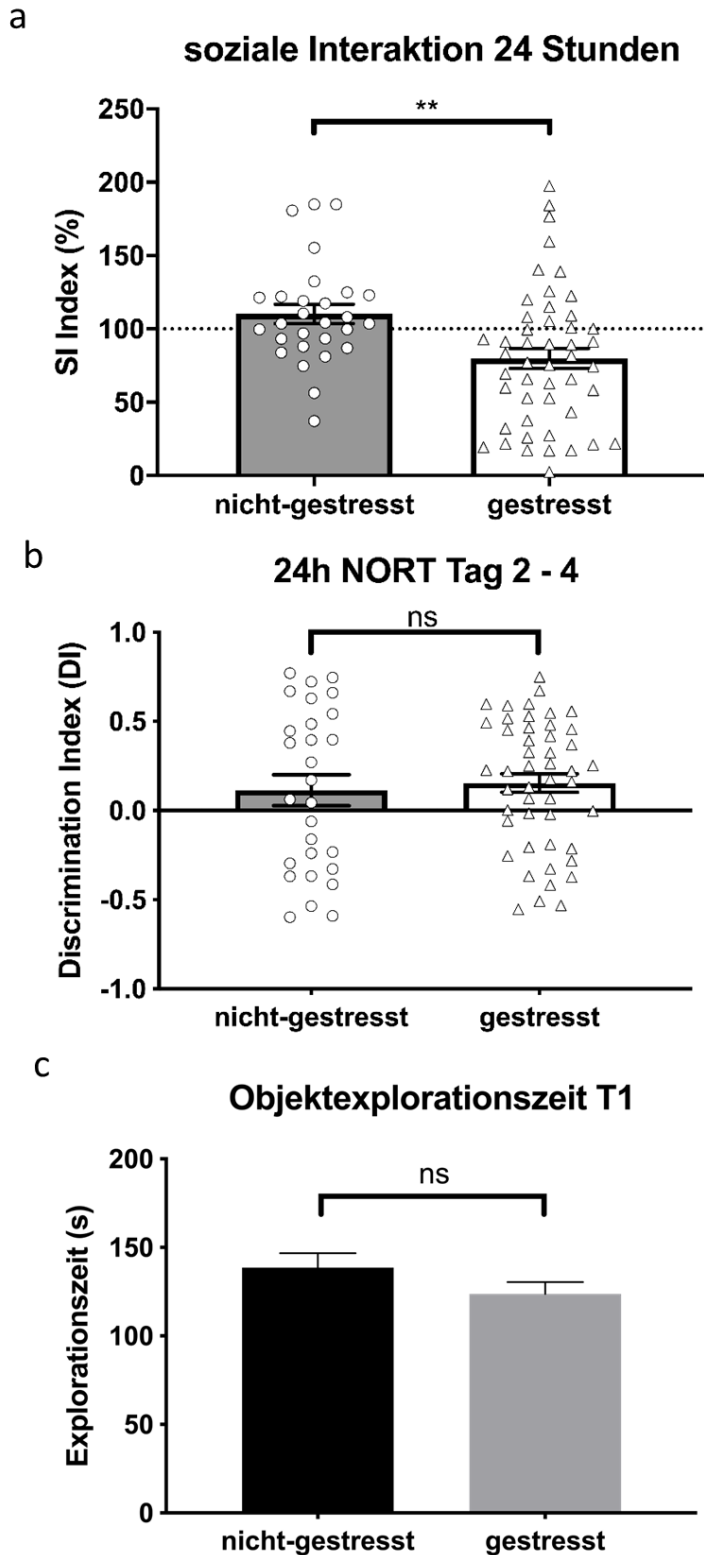 a
soziale Interaktion 24 Stunden
**
250
200
150
100
50
0
SI Index (%)
nicht-gestresst
gestresst
b
24h NORT Tag 2 - 4
ns
1.0
0.5
0.0
-0.5
-1.0
Discrimination Index (DI)
nicht-gestresst
gestresst
c
Objektexplorationszeit T1
ns
200
150
100
50
0
Explorationszeit (s)
nicht-gestresst
gestresst